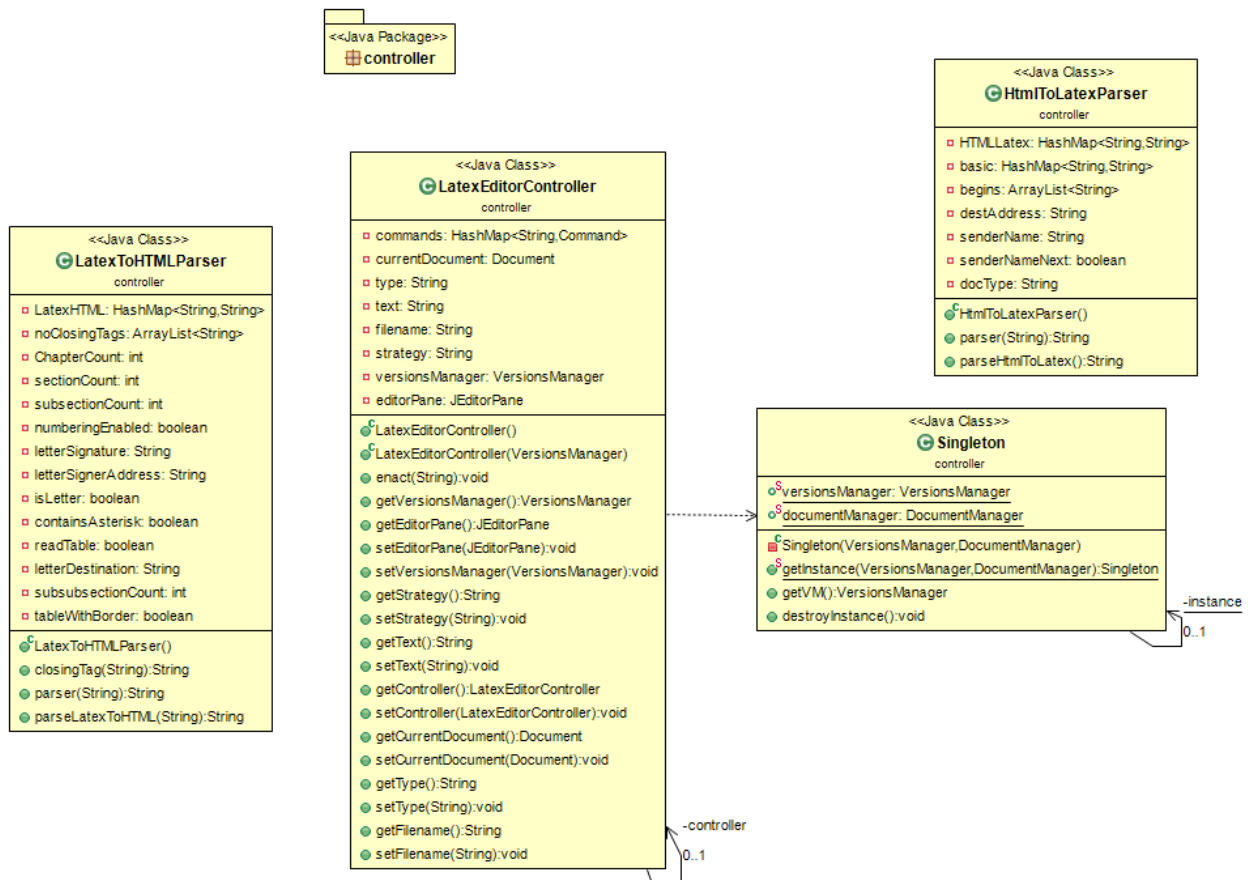 <<Java Package>>
controller
<<Java Class>>
LatexToHTMLParser
controller
LatexHTML: HashMap<String,String>
noClosingTags: ArrayList<String>
ChapterCount: int
sectionCount: int
subsectionCount: int
numberingEnabled: boolean
letterSignature: String
letterSignerAddress: String
isLetter: boolean
containsAsterisk: boolean
readTable: boolean
letterDestination: String
subsubsectionCount: int
tableWithBorder: boolean
LatexToHTMLParser()
closingTag(String):String
parser(String):String
parseLatexToHTML(String):String
<<Java Class>>
LatexEditorController
controller
commands: HashMap<String,Command>
currentDocument: Document
type: String
text: String
filename: String
strategy: String
versionsManager: VersionsManager
editorPane: JEditorPane
LatexEditorController()
LatexEditorController(VersionsManager)
enact(String):void
getVersionsManager():VersionsManager
getEditorPane():JEditorPane
setEditorPane(JEditorPane):void
setVersionsManager(VersionsManager):void
getStrategy():String
setStrategy(String):void
getText():String
setText(String):void
getController():LatexEditorController
setController(LatexEditorController):void
getCurrentDocument():Document
setCurrentDocument(Document):void
getType():String
setType(String):void
getFilename():String
setFilename(String):void
-controller
0..1
<<Java Class>>
HtmlToLatexParser
controller
HTMLLatex: HashMap<String,String>
basic: HashMap<String,String>
begins: ArrayList<String>
destAddress: String
senderName: String
senderNameNext: boolean
docType: String
HtmlToLatexParser()
parser(String):String
parseHtmlToLatex():String
<<Java Class>>
Singleton
controller
versionsManager: VersionsManager
documentManager: DocumentManager
Singleton(VersionsManager,DocumentManager)
getInstance(VersionsManager,DocumentManager):Singleton
getVM():VersionsManager
destroyInstance():void
-instance
0..1